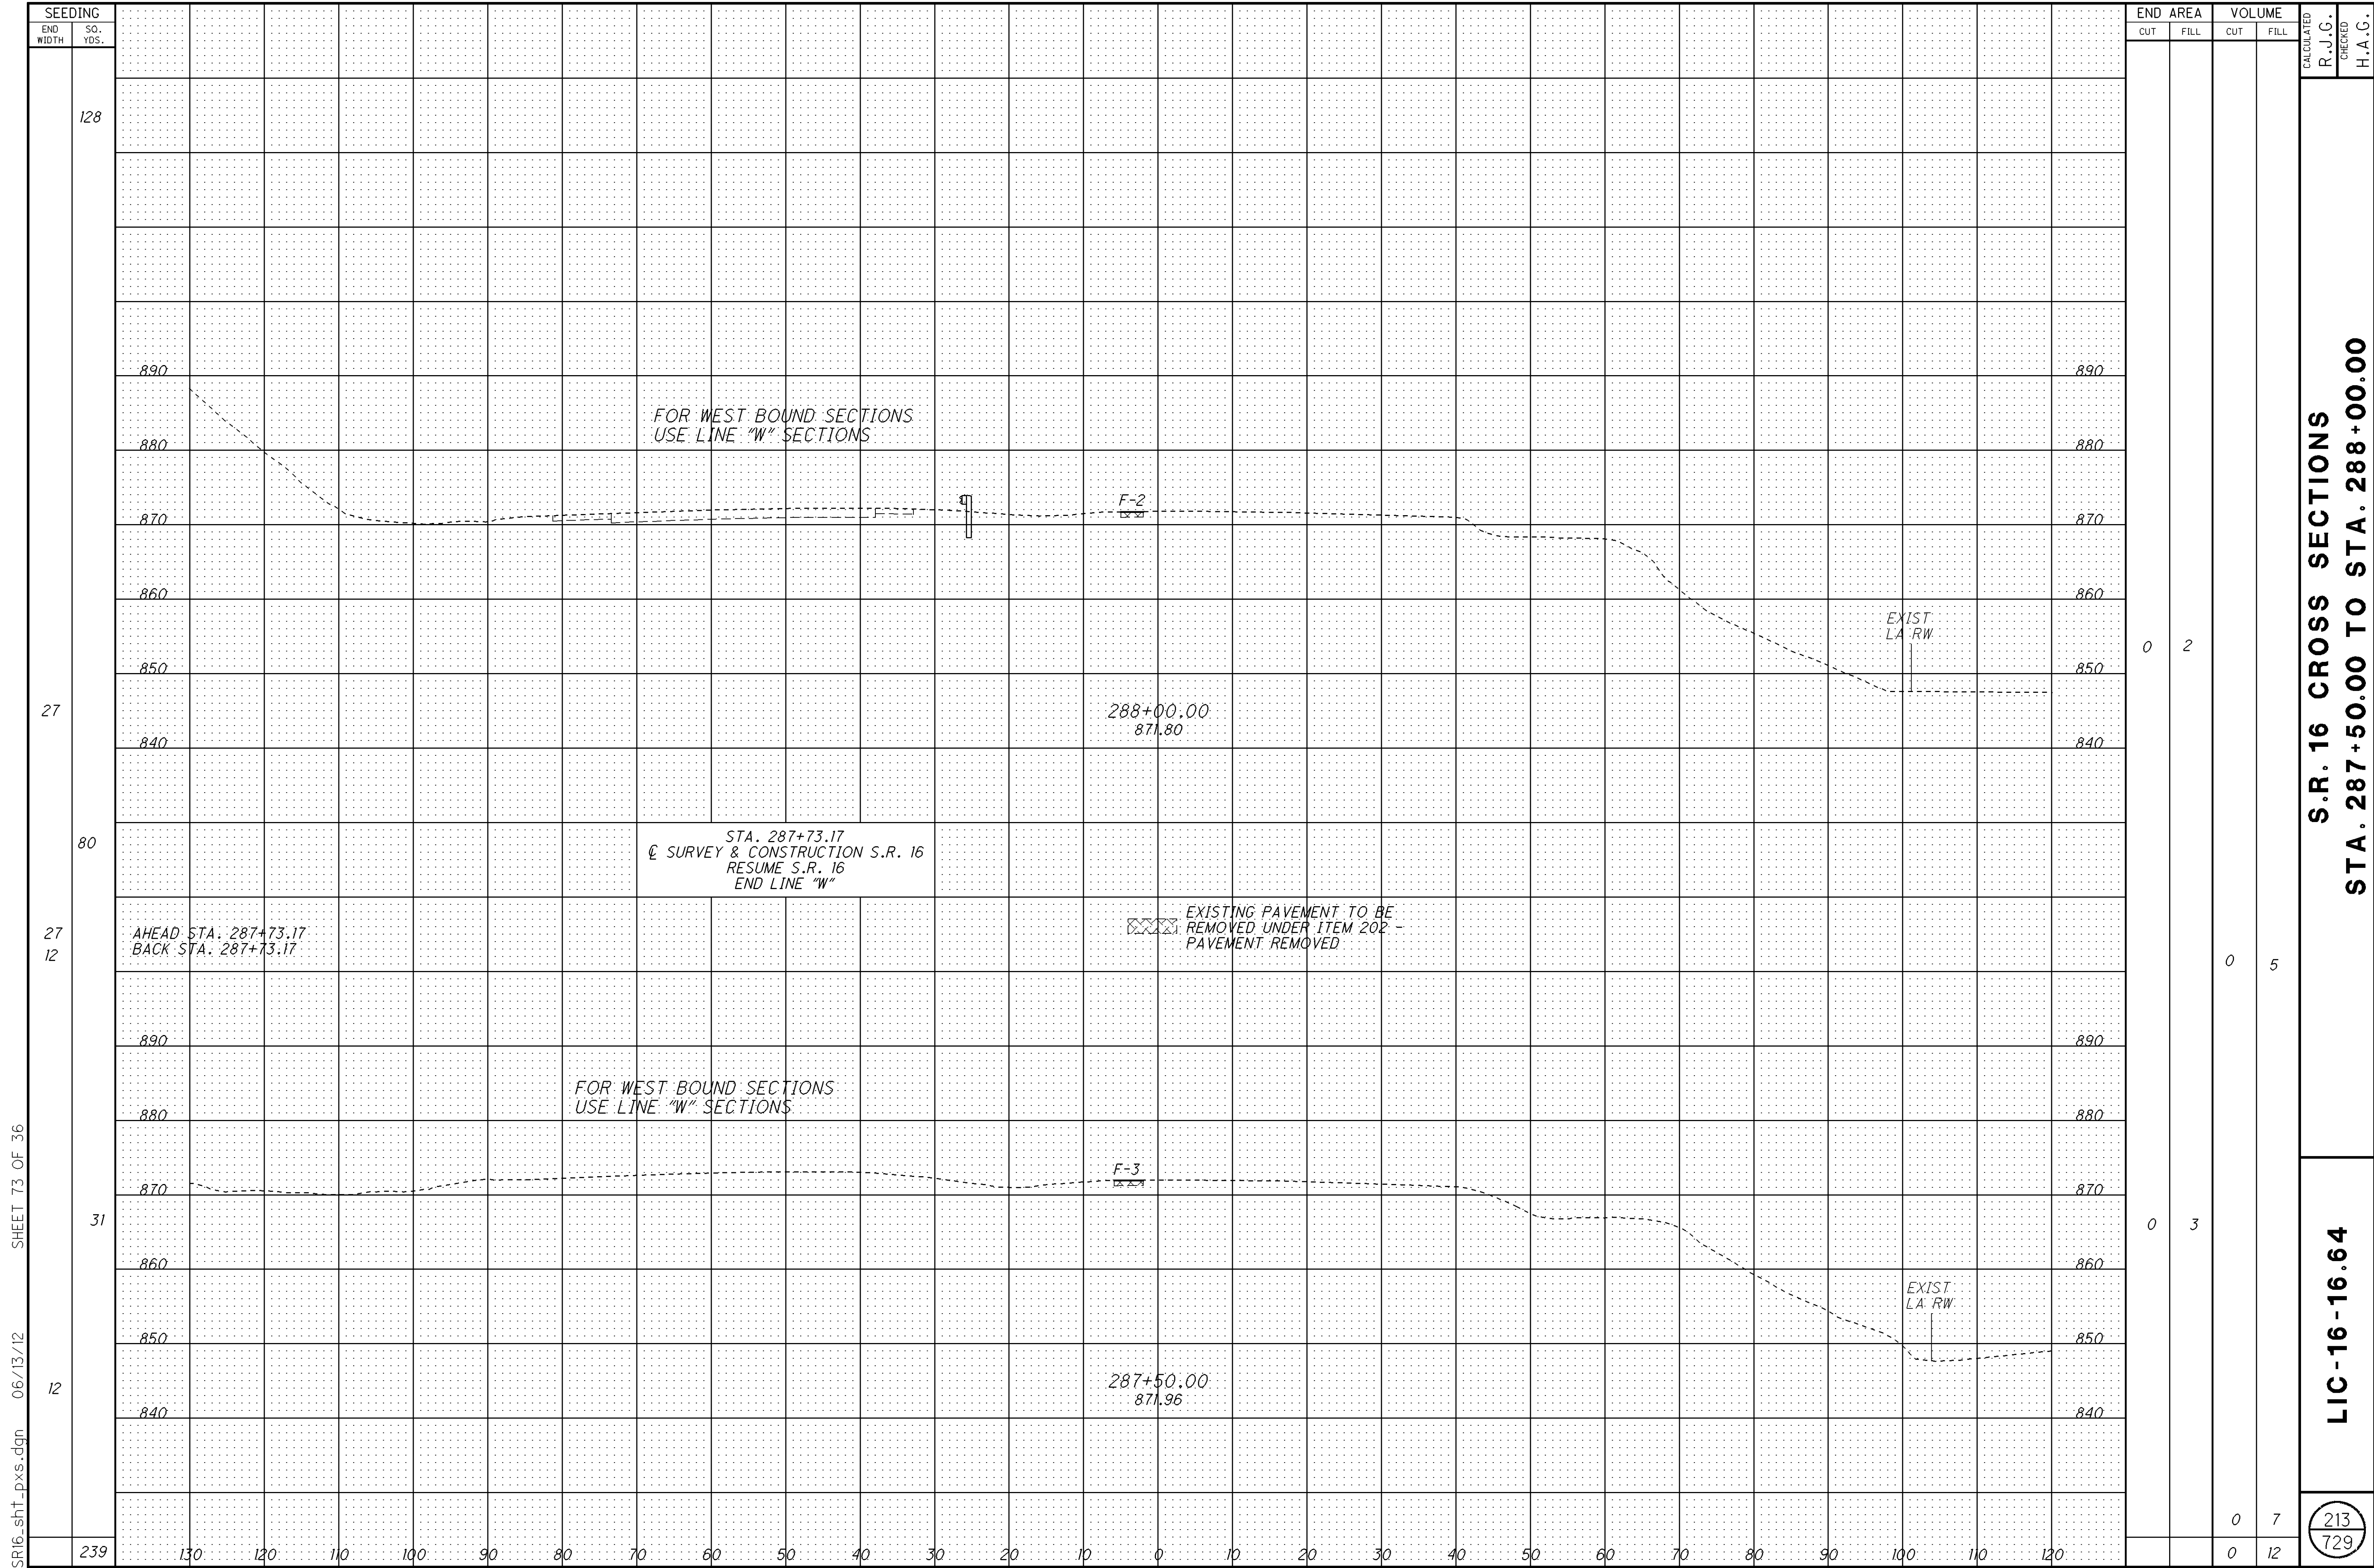 SEEDING
END WIDTH
SQ. YDS.
128
27
80
27
12
31
12
239
890 890
FOR WEST BOUND SECTIONS
USE LINE "W" SECTIONS
880 880
F-2
870 870
860 860
EXIST
LA RW
850 850
288+00.00
871.80
840 840
STA. 287+73.17
℄ SURVEY & CONSTRUCTION S.R. 16
RESUME S.R. 16
END LINE "W"
EXISTING PAVEMENT TO BE
REMOVED UNDER ITEM 202 -
PAVEMENT REMOVED
AHEAD STA. 287+73.17
BACK STA. 287+73.17
890 890
FOR WEST BOUND SECTIONS
USE LINE "W" SECTIONS
880 880
F-3
870 870
860 860
EXIST
LA RW
850 850
287+50.00
871.96
840 840
130 120 110 100 90 80 70 60 50 40 30 20 10 0 10 20 30 40 50 60 70 80 90 100 110 120
END AREA VOLUME
CUT FILL CUT FILL
0 2
0 5
0 3
0 7
0 12
CALCULATED
R.J.G.
CHECKED
H.A.G.
S.R. 16 CROSS SECTIONS
STA. 287+50.00 TO STA. 288+00.00
LIC-16-16.64
213
729
SR16_sht_pxs.dgn 06/13/12 SHEET 73 OF 36